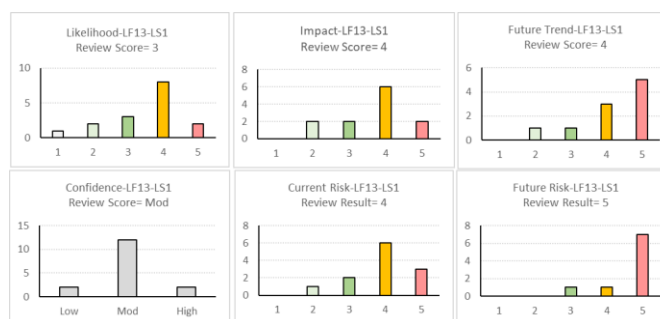 Likelihood-LF13-LS1
Review Score= 3
10
5
0
1 2 3 4 5
Impact-LF13-LS1
Review Score= 4
8
6
4
2
0
1 2 3 4 5
Future Trend-LF13-LS1
Review Score= 4
6
4
2
0
1 2 3 4 5
Confidence-LF13-LS1
Review Score= Mod
15
10
5
0
Low Mod High
Current Risk-LF13-LS1
Review Result= 4
8
6
4
2
0
1 2 3 4 5
Future Risk-LF13-LS1
Review Result= 5
8
6
4
2
0
1 2 3 4 5